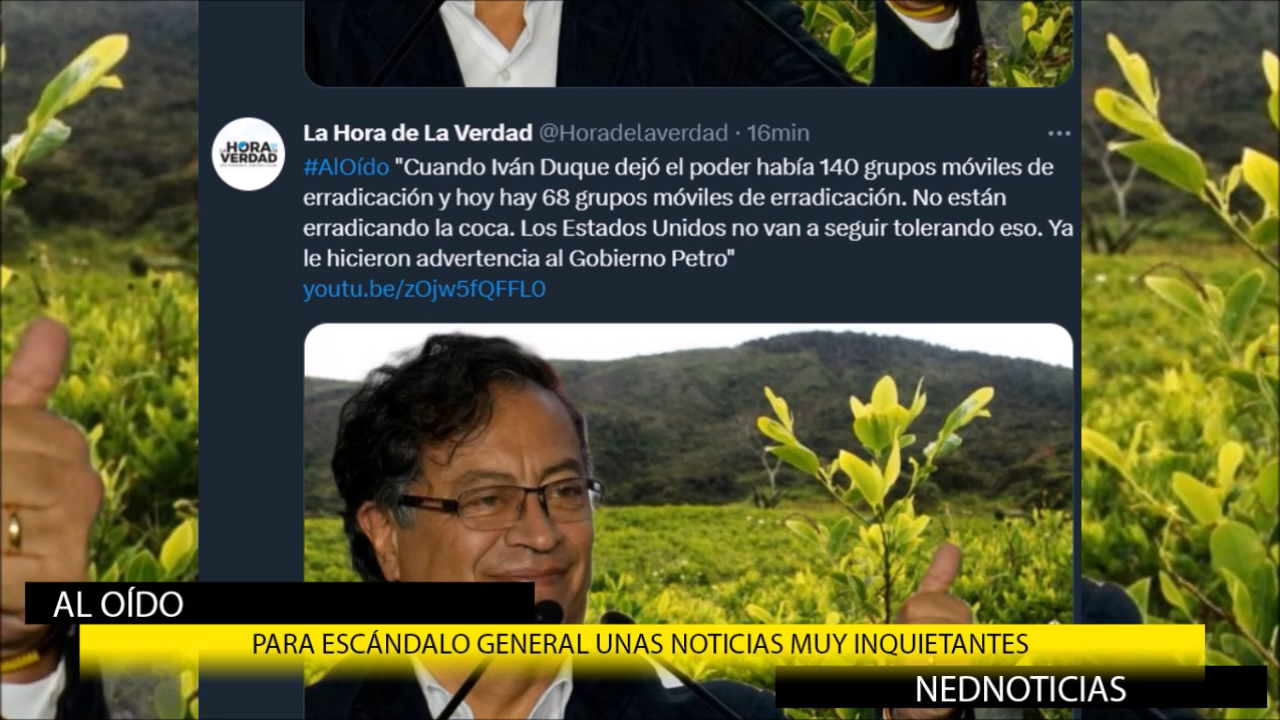 HORA
VERDAD
La Hora de La Verdad @Horadelaverdad · 16min
#AlOído "Cuando Iván Duque dejó el poder había 140 grupos móviles de
erradicación y hoy hay 68 grupos móviles de erradicación. No están
erradicando la coca. Los Estados Unidos no van a seguir tolerando eso. Ya
le hicieron advertencia al Gobierno Petro"
youtu.be/zOjw5fQFFL0
AL OÍDO
PARA ESCÁNDALO GENERAL UNAS NOTICIAS MUY INQUIETANTES
NEDNOTICIAS